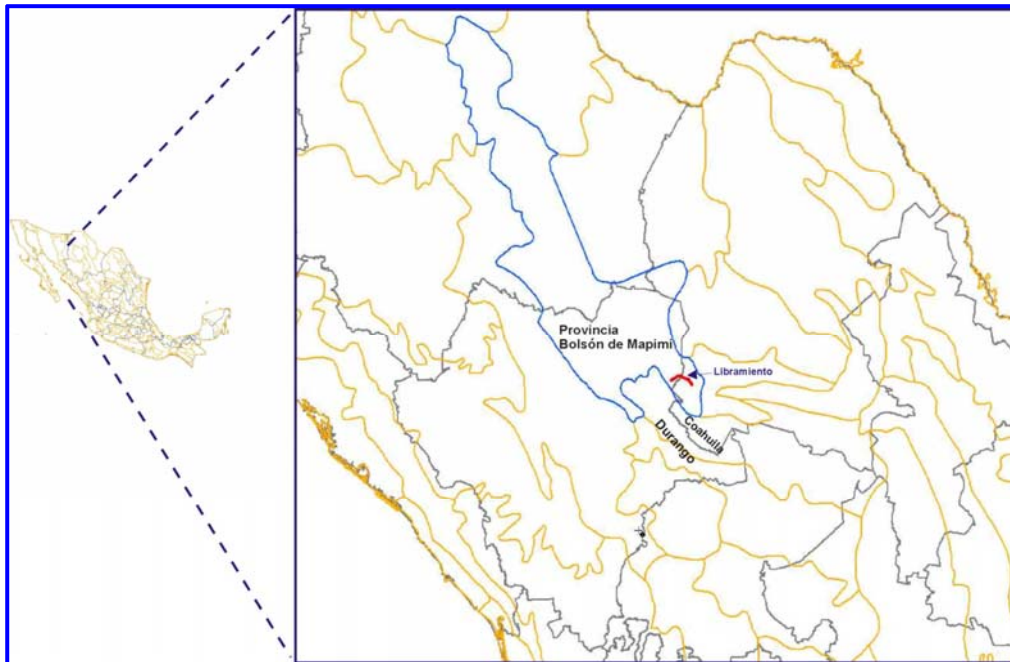 Provincia
Bolsón de Mapimí
Libramiento
Coahuila
Durango